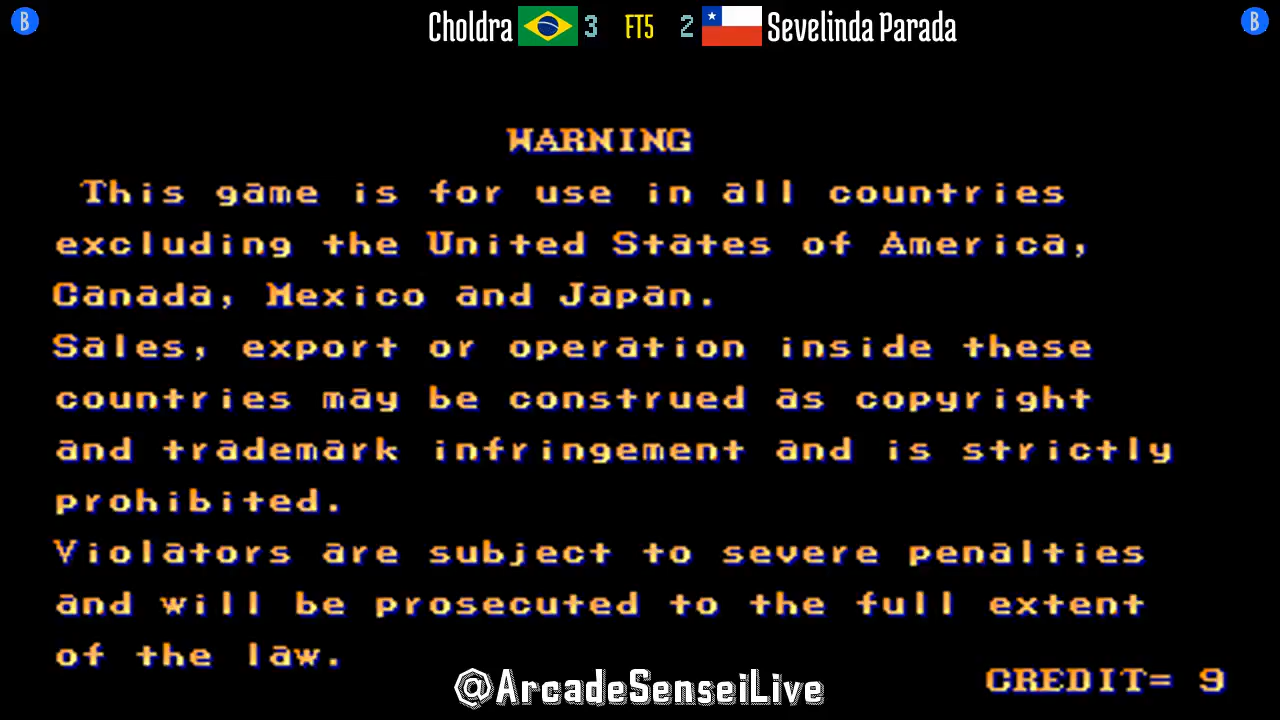 B
Choldra 3 FT5 2 Sevelinda Parada
B
WARNING
This game is for use in all countries
excluding the United States of America,
Canada, Mexico and Japan.
Sales, export or operation inside these
countries may be construed as copyright
and trademark infringement and is strictly
prohibited.
Violators are subject to severe penalties
and will be prosecuted to the full extent
of the law.
@ArcadeSenseiLive
CREDIT= 9